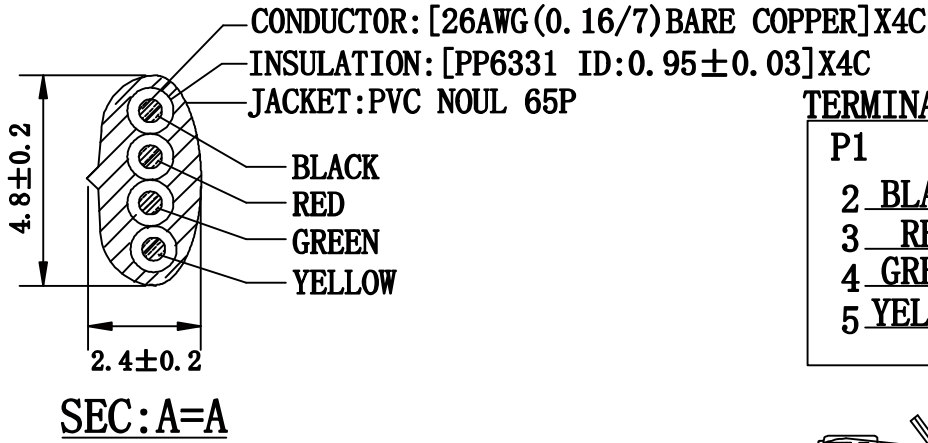 CONDUCTOR:[26AWG(0.16/7)BARE COPPER]X4C
INSULATION:[PP6331 ID:0.95±0.03]X4C
JACKET:PVC NOUL 65P
BLACK
RED
GREEN
YELLOW
4.8±0.2
2.4±0.2
SEC:A=A
P1
2
3
4
5